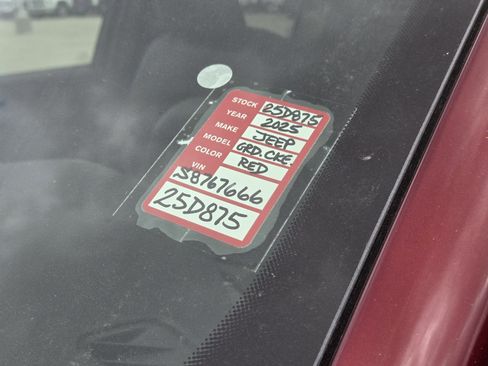 STOCK 25D875
YEAR 2025
MAKE JEEP
MODEL GRD.CKE.
COLOR RED
VIN
S8767666
25D875